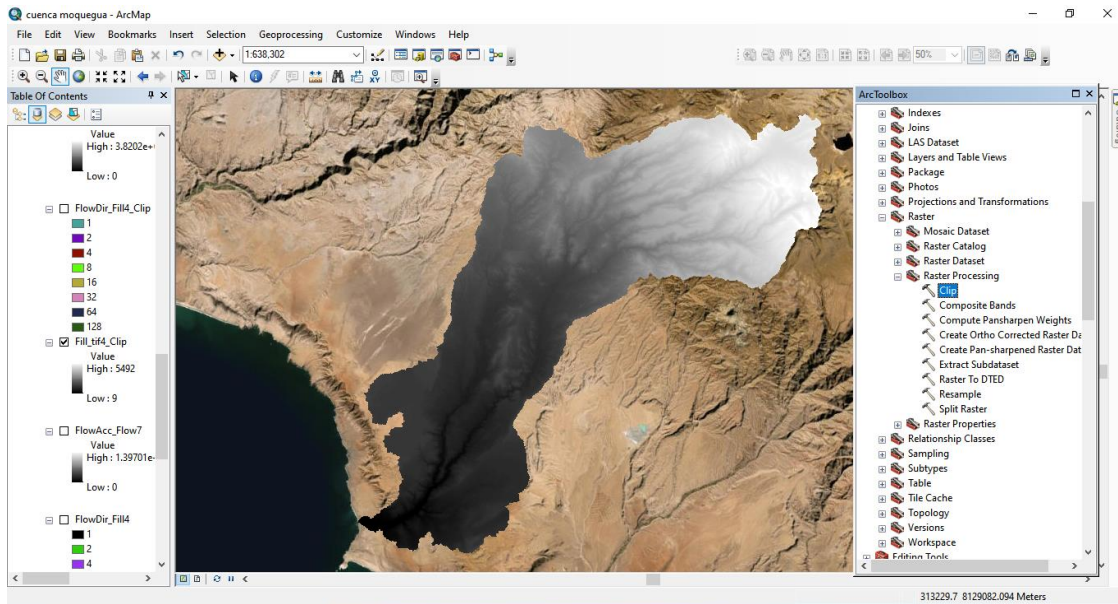 cuenca moquegua - ArcMap
File Edit View Bookmarks Insert Selection Geoprocessing Customize Windows Help
1:638,302
50%
Table Of Contents
Value
High : 3.8202e+
Low : 0
FlowDir_Fill4_Clip
1
2
4
8
16
32
64
128
Fill_tif4_Clip
Value
High : 5492
Low : 9
FlowAcc_Flow7
Value
High : 1.39701e-
Low : 0
FlowDir_Fill4
1
2
4
ArcToolbox
Indexes
Joins
LAS Dataset
Layers and Table Views
Package
Photos
Projections and Transformations
Raster
Mosaic Dataset
Raster Catalog
Raster Dataset
Raster Processing
Clip
Composite Bands
Compute Pansharpen Weights
Create Ortho Corrected Raster Da
Create Pan-sharpened Raster Dat
Extract Subdataset
Raster To DTED
Resample
Split Raster
Raster Properties
Relationship Classes
Sampling
Subtypes
Table
Tile Cache
Topology
Versions
Workspace
Editing Tools
313229.7 8129082.094 Meters